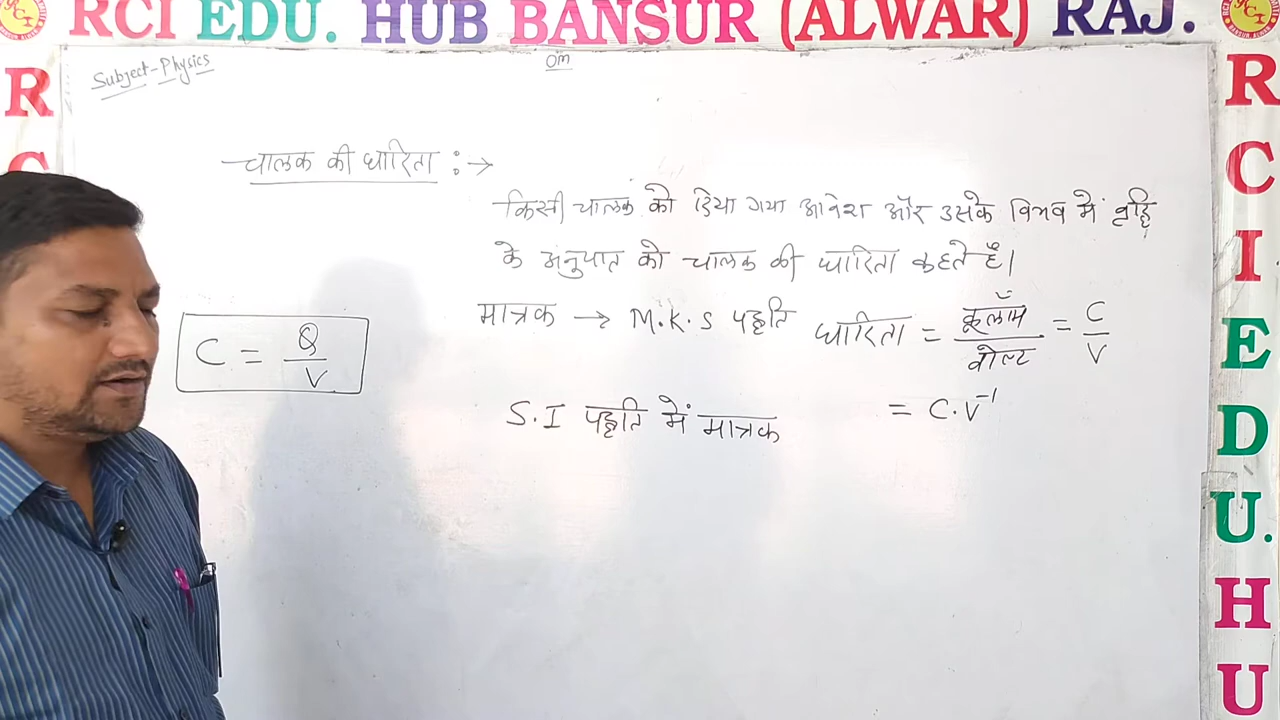 RCI EDU. HUB BANSUR (ALWAR) RAJ.
Subject-Physics
OM
चालक की धारिता :→
किसी चालक को दिया गया आवेश और उसके विभव में वृद्धि
के अनुपात को चालक की धारिता कहते हैं।
मात्रक → M.K.S पद्धति धारिता = कूलॉम / वोल्ट = C / V
C = Q / V
S.I पद्धति में मात्रक = C.V⁻¹
R
C
R
C
I
E
D
U.
H
U